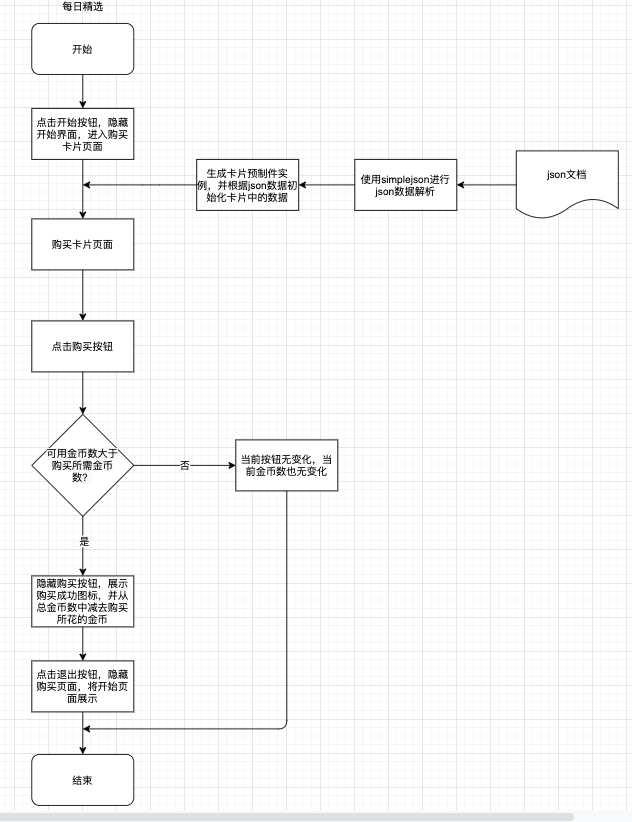 每日精选
开始
点击开始按钮，隐藏
开始界面，进入购买
卡片页面
生成卡片预制件实
例，并根据json数据初
始化卡片中的数据
使用simplejson进行
json数据解析
json文档
购买卡片页面
点击购买按钮
可用金币数大于
购买所需金币
数?
否
当前按钮无变化，当
前金币数也无变化
是
隐藏购买按钮，展示
购买成功图标，并从
总金币数中减去购买
所花的金币
点击退出按钮，隐藏
购买页面，将开始页
面展示
结束